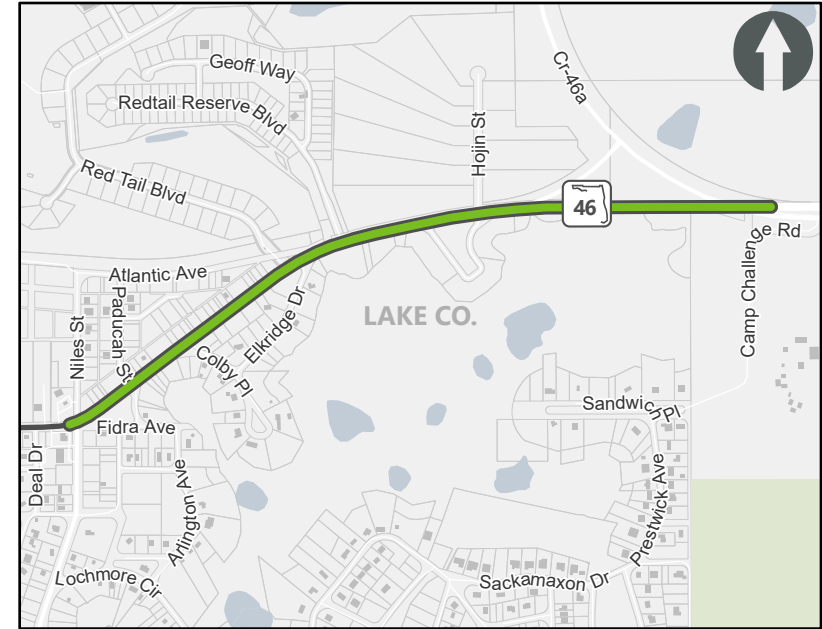 Geoff Way
Cr-46a
Redtail Reserve Blvd
Hojin St
Red Tail Blvd
46
Camp Challenge Rd
Atlantic Ave
Paducah St
Niles St
Elkridge Dr
LAKE CO.
Colby Pl
Sandwich Pl
Fidra Ave
Deal Dr
Arlington Ave
Prestwick Ave
Lochmore Cir
Sackamaxon Dr